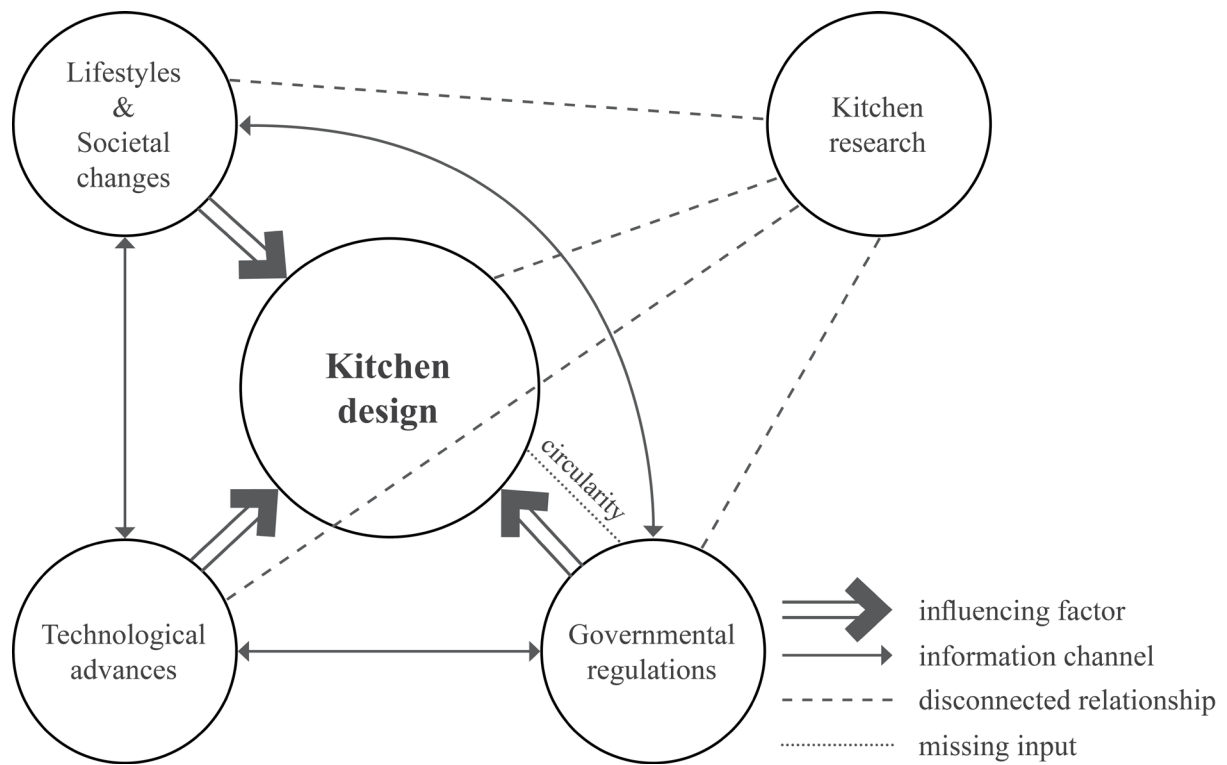 Lifestyles
&
Societal
changes
Kitchen
research
Kitchen
design
circularity
Technological
advances
Governmental
regulations
influencing factor
information channel
disconnected relationship
missing input